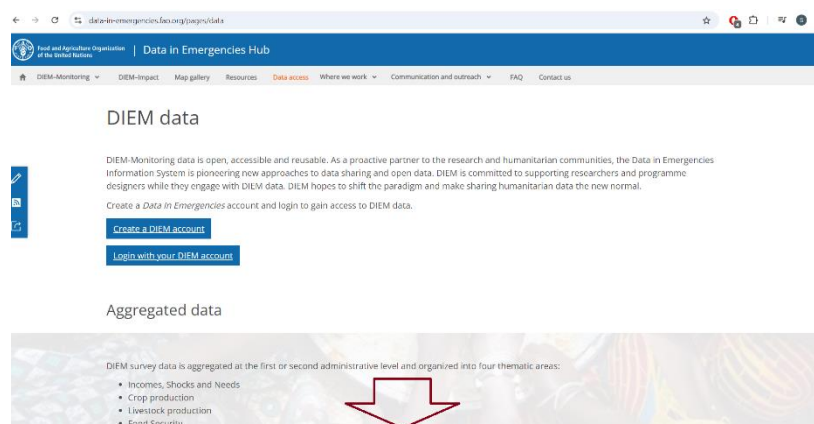 data-in-emergencies.fao.org/pages/data
Food and Agriculture Organization
of the United Nations
Data in Emergencies Hub
DIEM-Monitoring
DIEM-Impact
Map gallery
Resources
Data access
Where we work
Communication and outreach
FAQ
Contact us
DIEM data
DIEM-Monitoring data is open, accessible and reusable. As a proactive partner to the research and humanitarian communities, the Data in Emergencies
Information System is pioneering new approaches to data sharing and open data. DIEM is committed to supporting researchers and programme
designers while they engage with DIEM data. DIEM hopes to shift the paradigm and make sharing humanitarian data the new normal.
Create a Data in Emergencies account and login to gain access to DIEM data.
Create a DIEM account
Login with your DIEM account
Aggregated data
DIEM survey data is aggregated at the first or second administrative level and organized into four thematic areas:
Incomes, Shocks and Needs
Crop production
Livestock production
Food Security